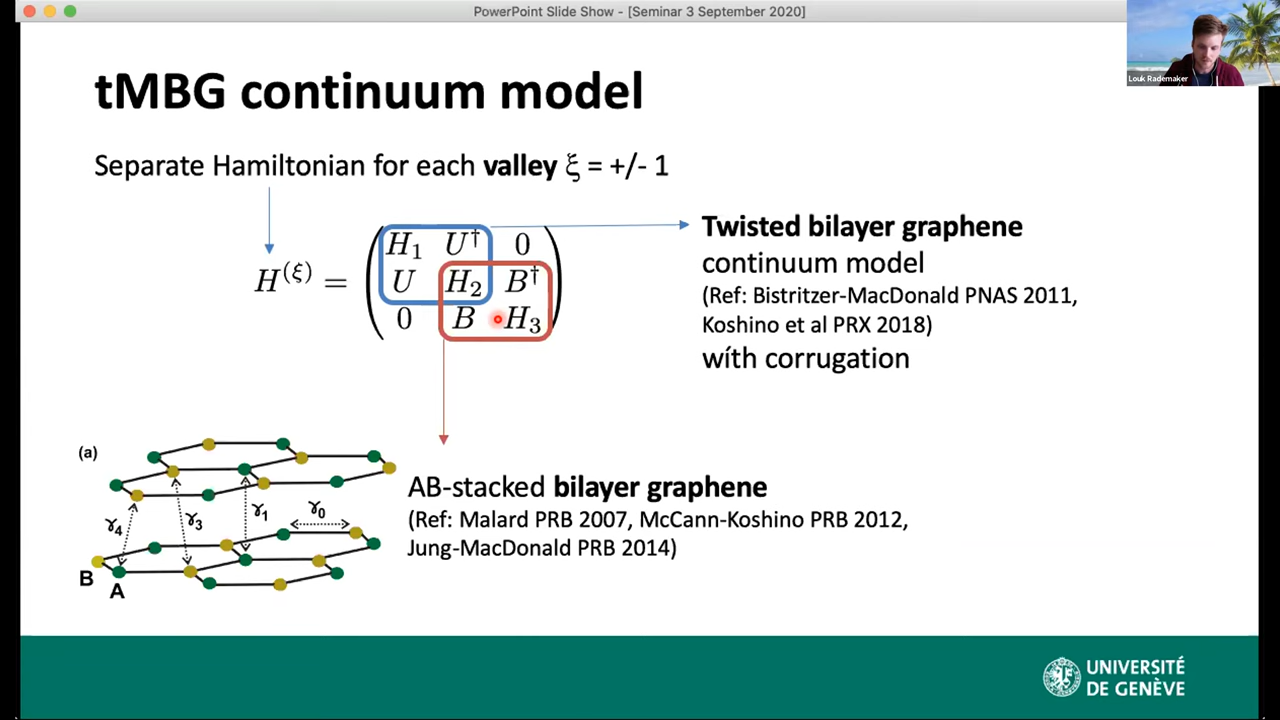 PowerPoint Slide Show - [Seminar 3 September 2020]
Louk Rademaker
tMBG continuum model
Separate Hamiltonian for each valley ξ = +/- 1
H^(ξ) = ( H₁ U† 0
U H₂ B†
0 B H₃ )
Twisted bilayer graphene
continuum model
(Ref: Bistritzer-MacDonald PNAS 2011,
Koshino et al PRX 2018)
wíth corrugation
(a)
γ₄ γ₃ γ₁ γ₀
B
A
AB-stacked bilayer graphene
(Ref: Malard PRB 2007, McCann-Koshino PRB 2012,
Jung-MacDonald PRB 2014)
UNIVERSITÉ
DE GENÈVE